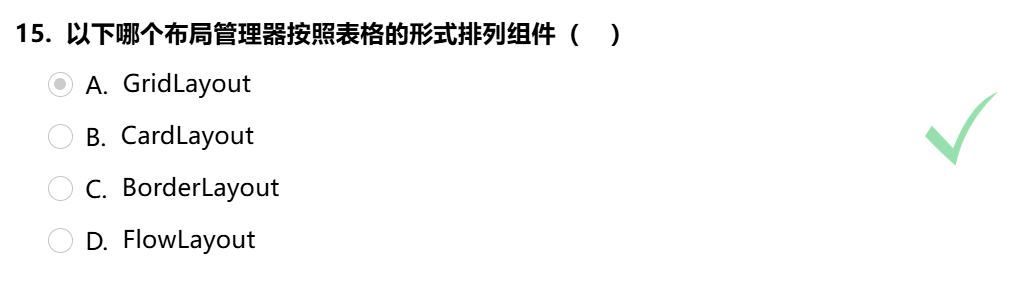 15. 以下哪个布局管理器按照表格的形式排列组件（ ）
A. GridLayout
B. CardLayout
C. BorderLayout
D. FlowLayout